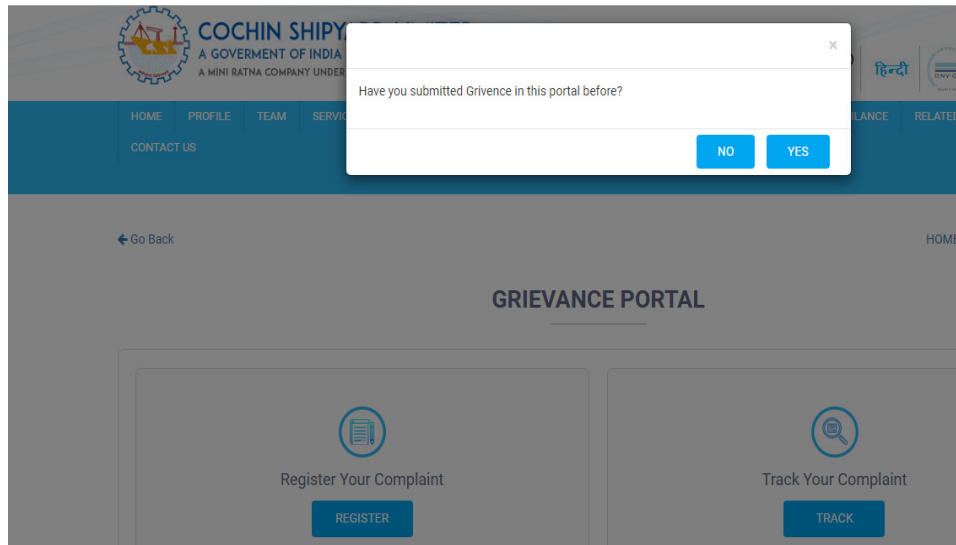 COCHIN SHIPY
A GOVERMENT OF INDIA
A MINI RATNA COMPANY UNDER
×
Have you submitted Grivence in this portal before?
NO YES
हिन्दी
HOME PROFILE TEAM SERVIC ILANCE RELATED
CONTACT US
Go Back
HOME
GRIEVANCE PORTAL
Register Your Complaint
REGISTER
Track Your Complaint
TRACK